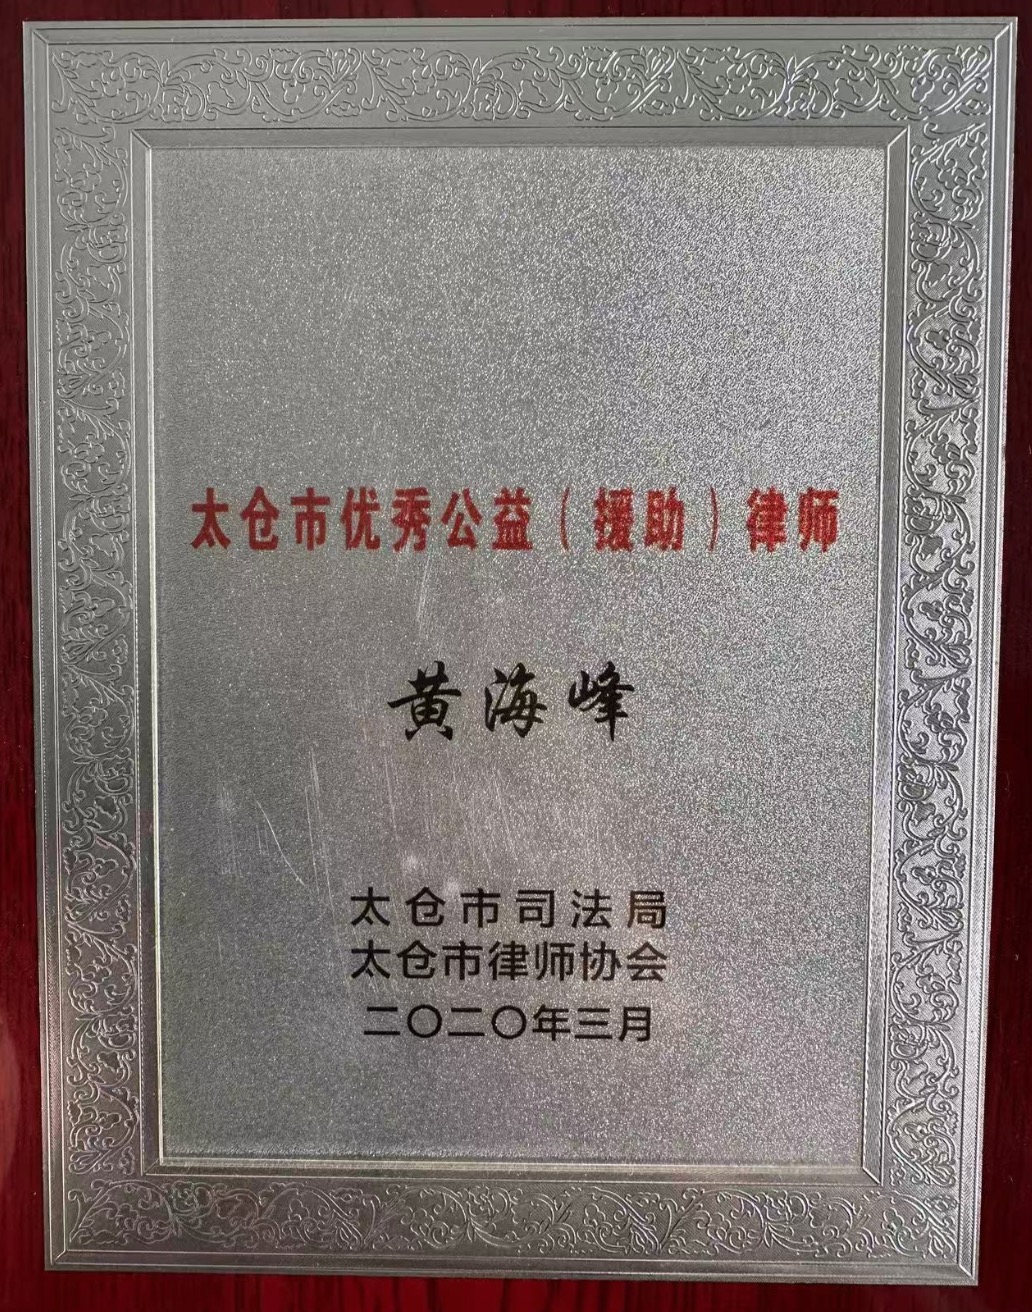 太仓市优秀公益（援助）律师
黄海峰
太仓市司法局
太仓市律师协会
二〇二〇年三月